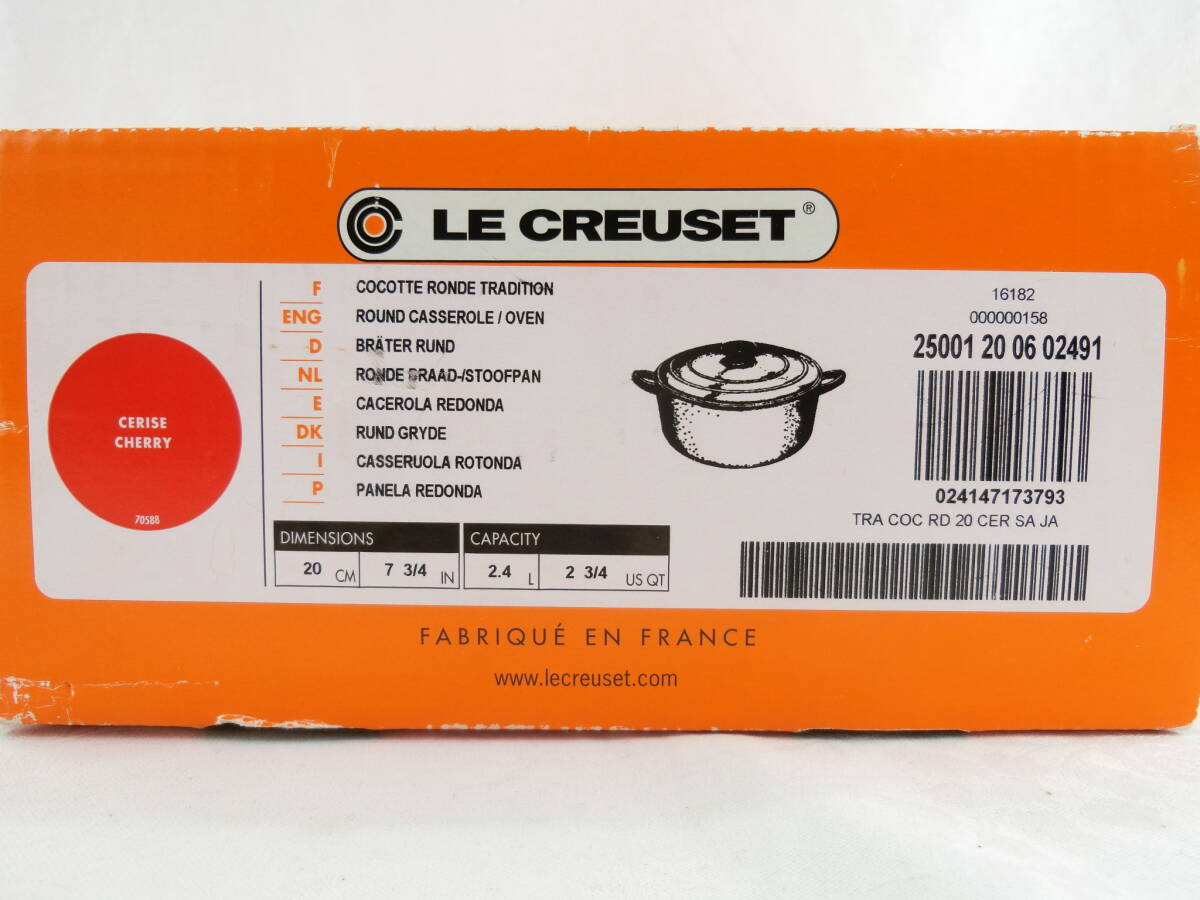 LE CREUSET ®
CERISE
CHERRY
70588
F COCOTTE RONDE TRADITION
ENG ROUND CASSEROLE / OVEN
D BRÄTER RUND
NL RONDE BRAAD-/STOOFPAN
E CACEROLA REDONDA
DK RUND GRYDE
I CASSERUOLA ROTONDA
P PANELA REDONDA
DIMENSIONS
20 CM 7 3/4 IN
CAPACITY
2.4 L 2 3/4 US QT
16182
000000158
25001 20 06 02491
024147173793
TRA COC RD 20 CER SA JA
FABRIQUÉ EN FRANCE
www.lecreuset.com